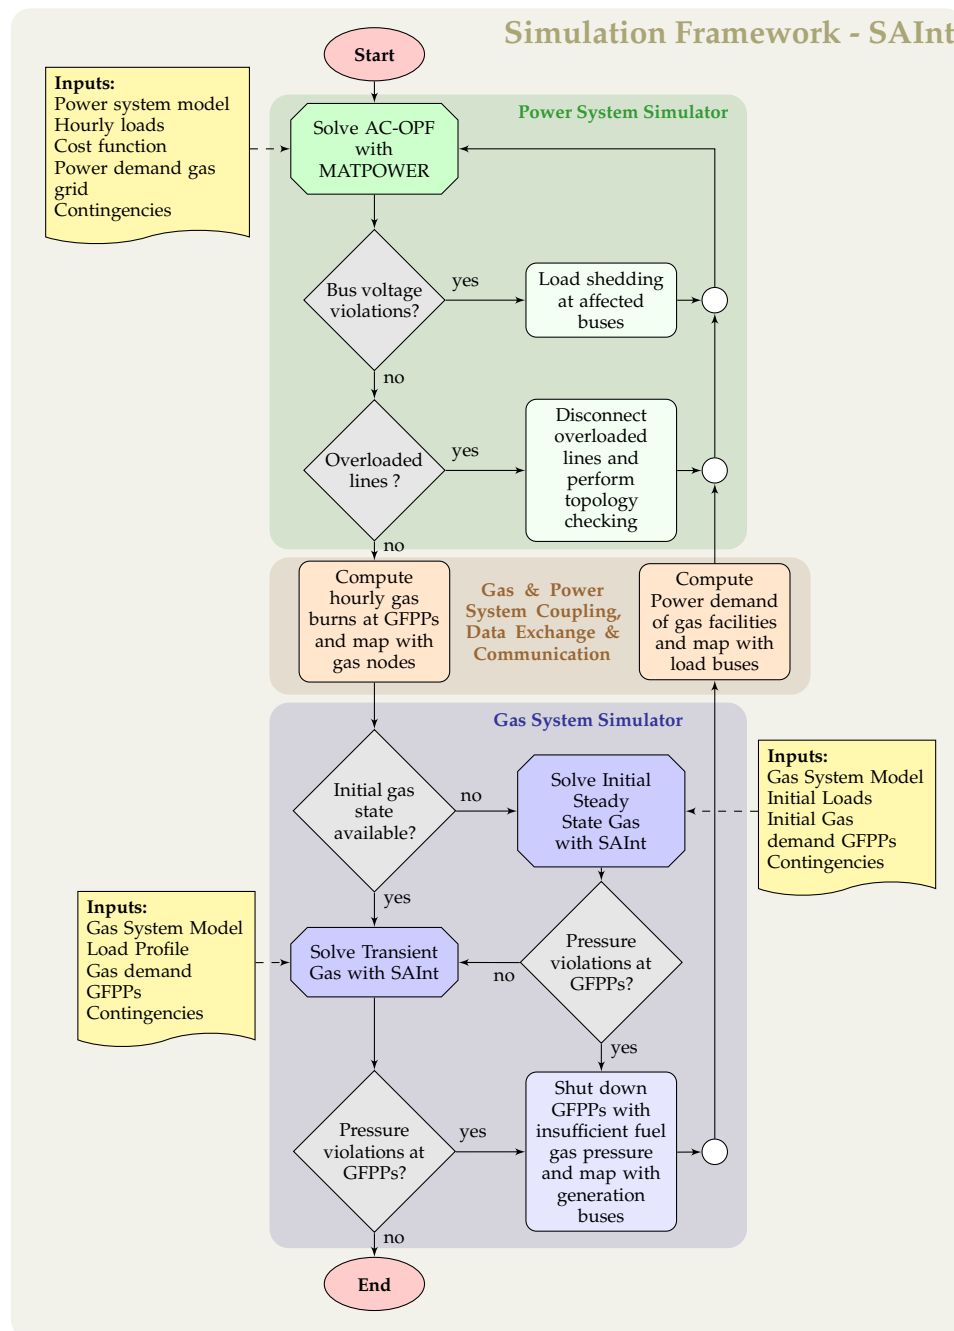 Simulation Framework - SAInt
Start
Inputs:
Power system model
Hourly loads
Cost function
Power demand gas
grid
Contingencies
Power System Simulator
Solve AC-OPF
with
MATPOWER
Bus voltage
violations?
yes
Load shedding
at affected
buses
no
Overloaded
lines ?
yes
Disconnect
overloaded
lines and
perform
topology
checking
no
Compute
hourly gas
burns at GFPPs
and map with
gas nodes
Gas & Power
System Coupling,
Data Exchange &
Communication
Compute
Power demand
of gas facilities
and map with
load buses
Gas System Simulator
Initial gas
state
available?
no
Solve Initial
Steady
State Gas
with SAInt
Inputs:
Gas System Model
Initial Loads
Initial Gas
demand GFPPs
Contingencies
yes
Inputs:
Gas System Model
Load Profile
Gas demand
GFPPs
Contingencies
Solve Transient
Gas with SAInt
no
Pressure
violations at
GFPPs?
yes
Pressure
violations at
GFPPs?
yes
Shut down
GFPPs with
insufficient fuel
gas pressure
and map with
generation
buses
no
End